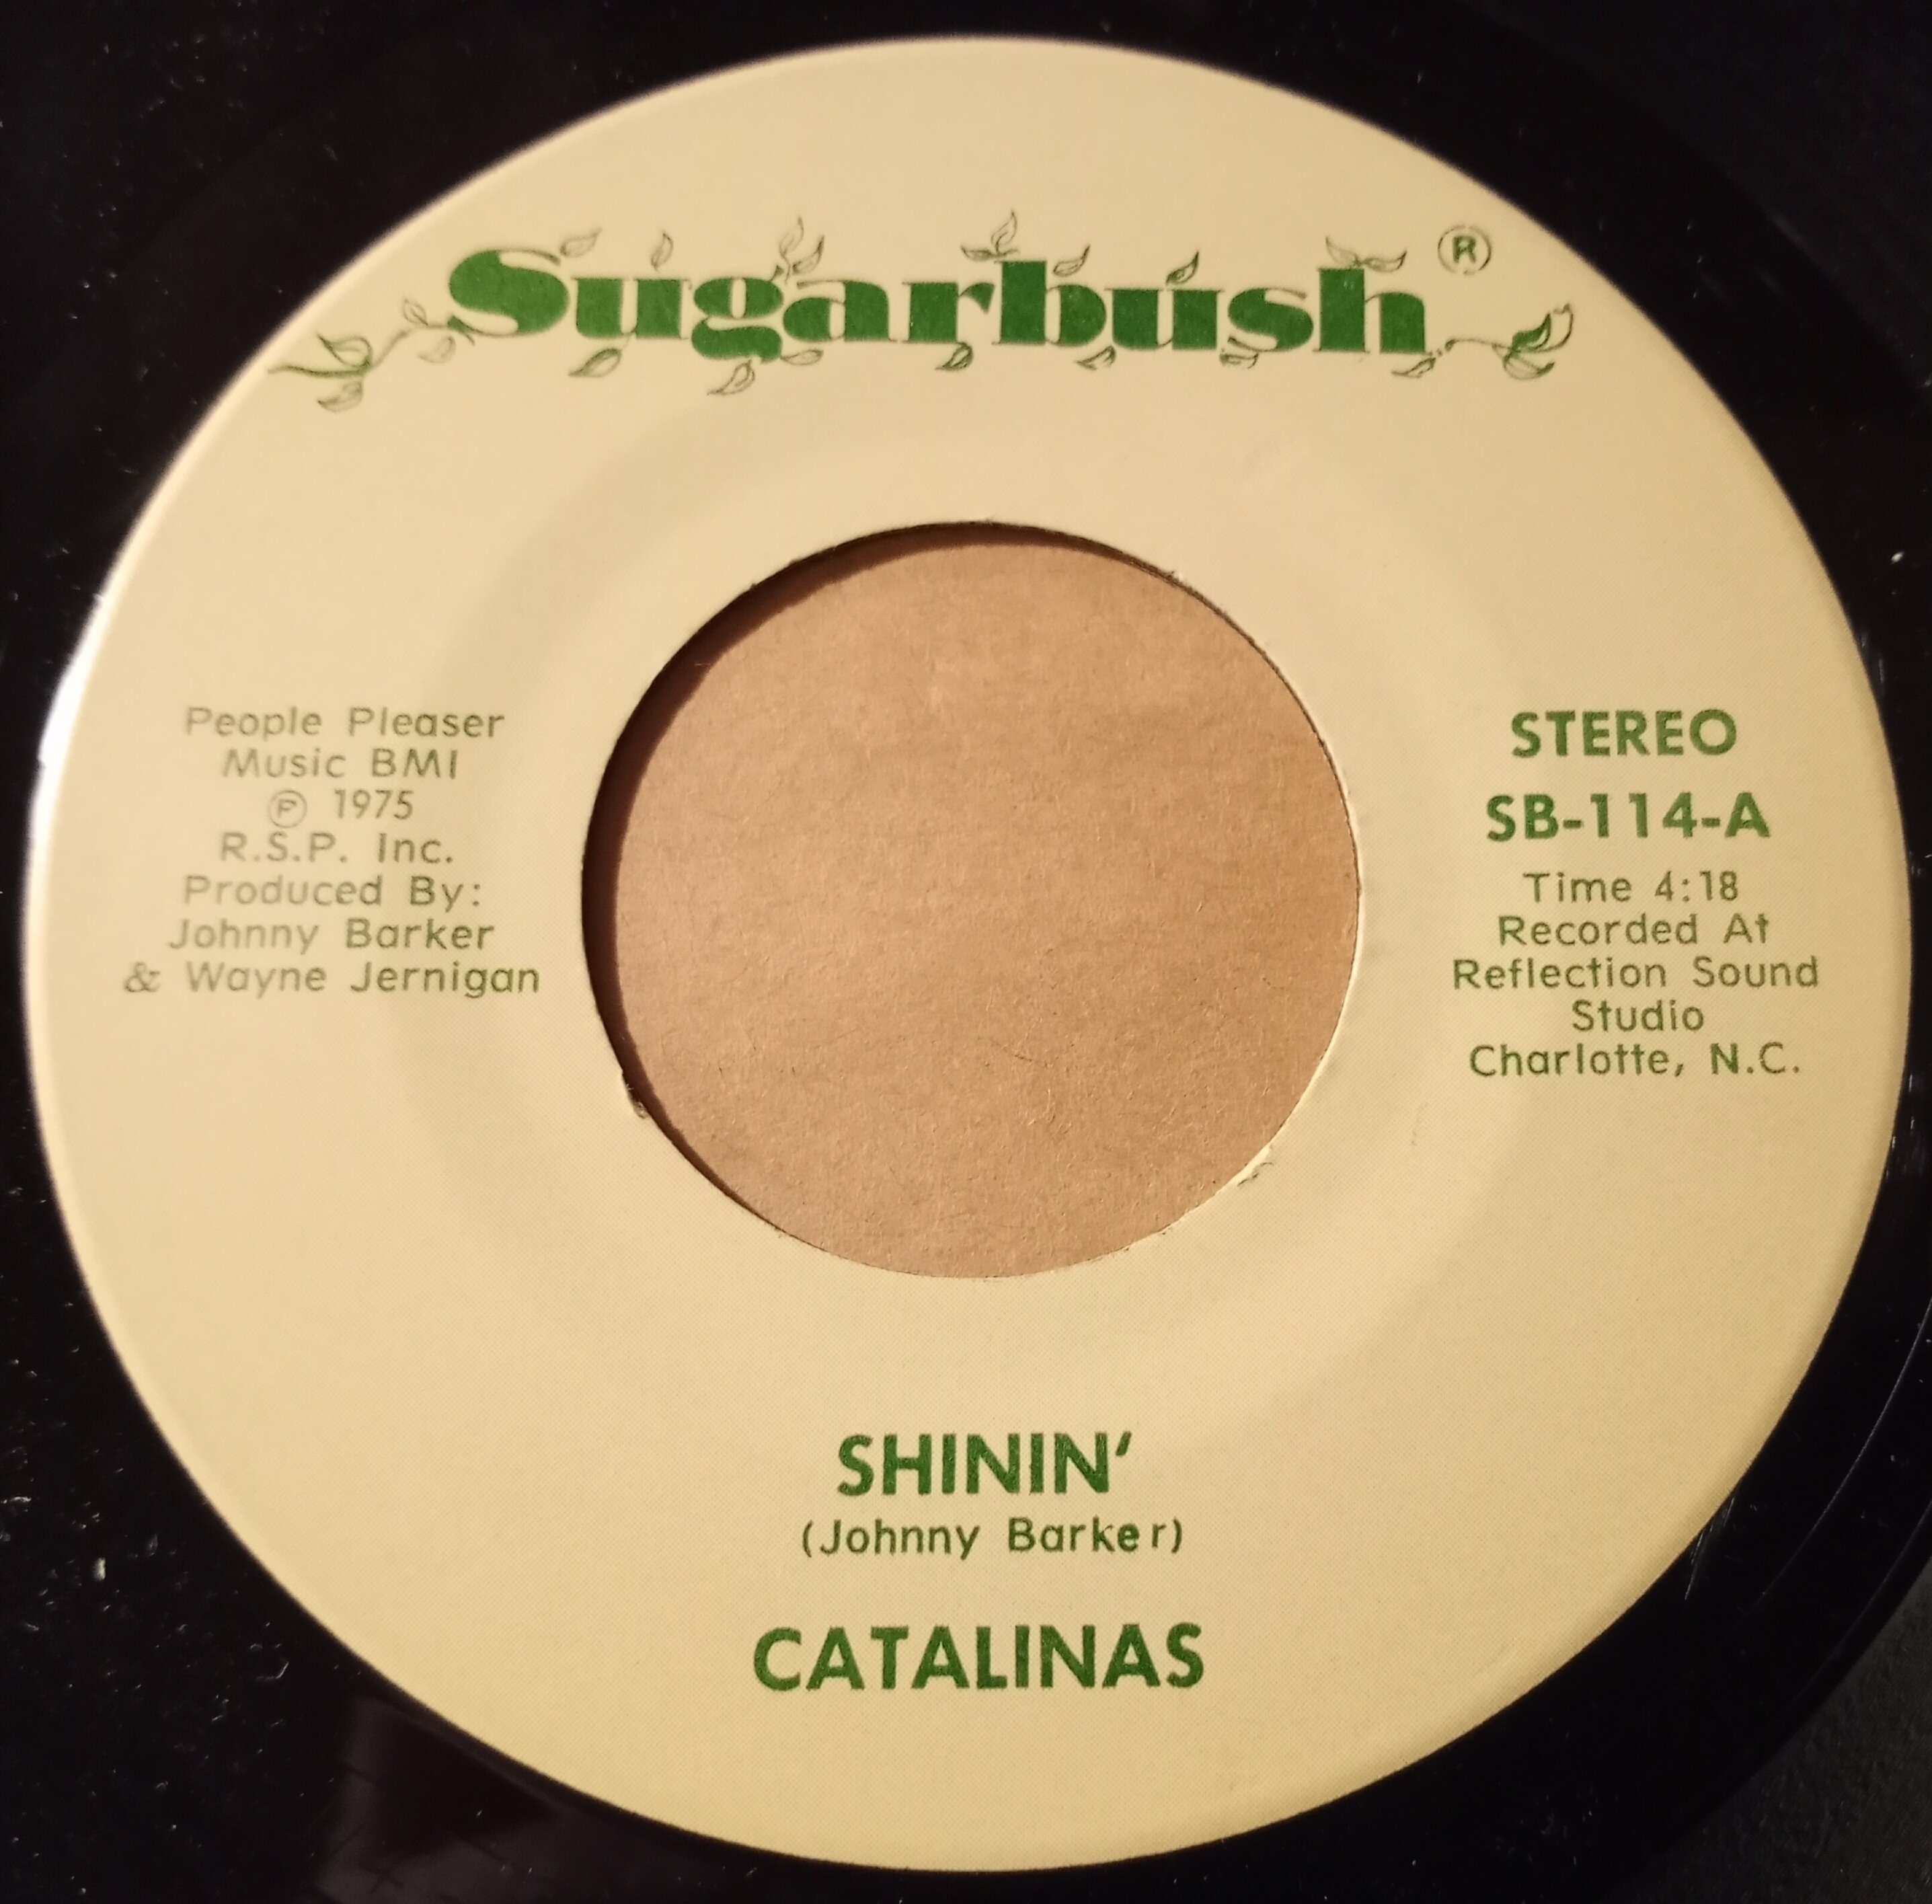 Sugarbush ®
People Pleaser
Music BMI
℗ 1975
R.S.P. Inc.
Produced By:
Johnny Barker
& Wayne Jernigan
STEREO
SB-114-A
Time 4:18
Recorded At
Reflection Sound
Studio
Charlotte, N.C.
SHININ'
(Johnny Barker)
CATALINAS